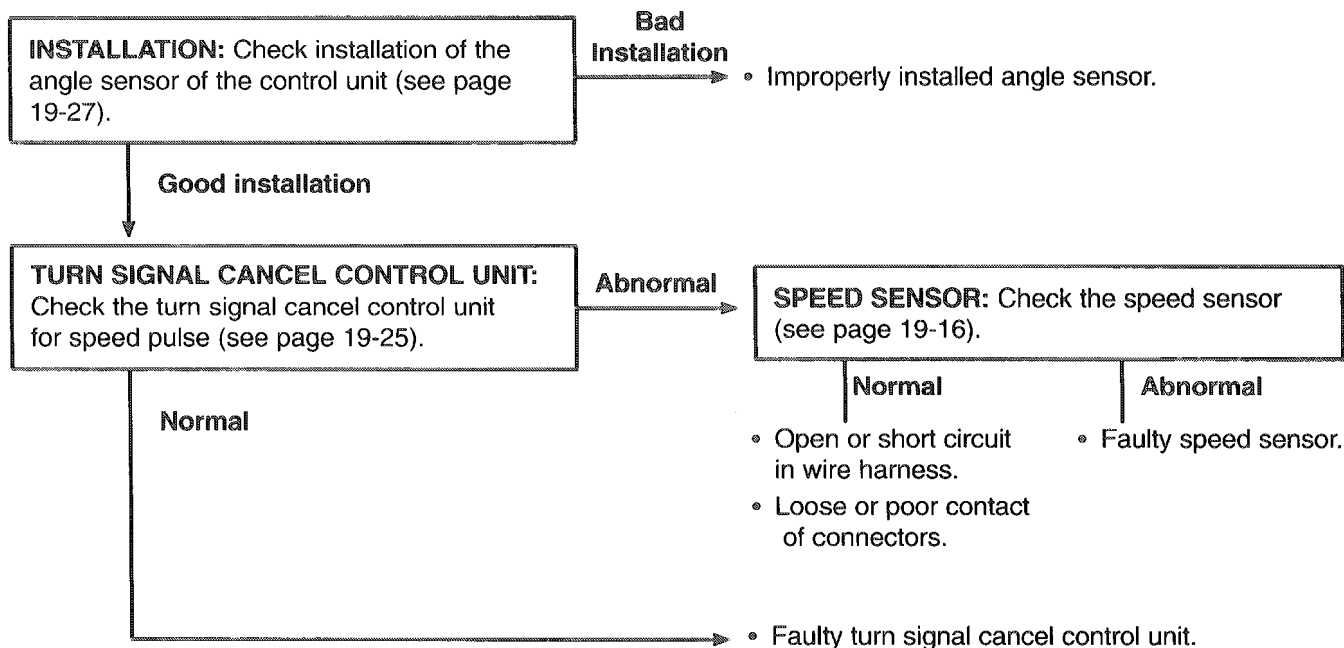 INSTALLATION: Check installation of the
angle sensor of the control unit (see page
19-27).
Bad
Installation
• Improperly installed angle sensor.
Good installation
TURN SIGNAL CANCEL CONTROL UNIT:
Check the turn signal cancel control unit
for speed pulse (see page 19-25).
Abnormal
SPEED SENSOR: Check the speed sensor
(see page 19-16).
Normal
Normal
Abnormal
• Open or short circuit
in wire harness.
• Loose or poor contact
of connectors.
• Faulty speed sensor.
• Faulty turn signal cancel control unit.